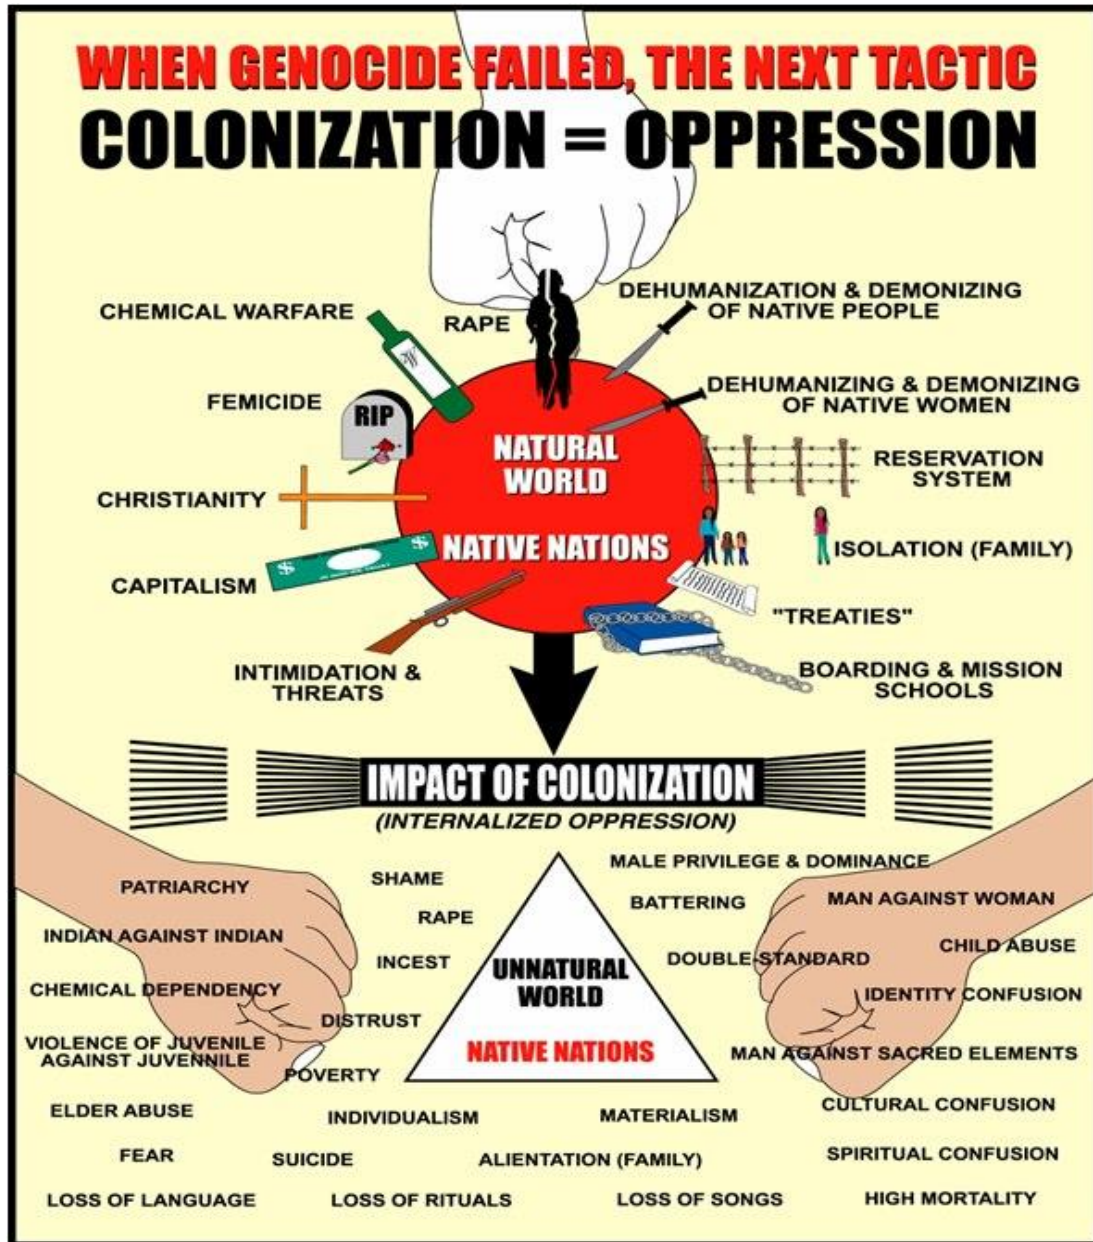 WHEN GENOCIDE FAILED, THE NEXT TACTIC
COLONIZATION = OPPRESSION
CHEMICAL WARFARE
RAPE
DEHUMANIZATION & DEMONIZING
OF NATIVE PEOPLE
FEMICIDE
RIP
DEHUMANIZING & DEMONIZING
OF NATIVE WOMEN
NATURAL
WORLD
RESERVATION
SYSTEM
CHRISTIANITY
NATIVE NATIONS
ISOLATION (FAMILY)
CAPITALISM
$
$
"TREATIES"
INTIMIDATION &
THREATS
BOARDING & MISSION
SCHOOLS
IMPACT OF COLONIZATION
(INTERNALIZED OPPRESSION)
PATRIARCHY
SHAME
MALE PRIVILEGE & DOMINANCE
RAPE
BATTERING
MAN AGAINST WOMAN
INDIAN AGAINST INDIAN
INCEST
UNNATURAL
WORLD
DOUBLE-STANDARD
CHILD ABUSE
CHEMICAL DEPENDENCY
IDENTITY CONFUSION
DISTRUST
VIOLENCE OF JUVENILE
AGAINST JUVENNILE
NATIVE NATIONS
MAN AGAINST SACRED ELEMENTS
POVERTY
ELDER ABUSE
INDIVIDUALISM
MATERIALISM
CULTURAL CONFUSION
FEAR
SUICIDE
ALIENTATION (FAMILY)
SPIRITUAL CONFUSION
LOSS OF LANGUAGE
LOSS OF RITUALS
LOSS OF SONGS
HIGH MORTALITY